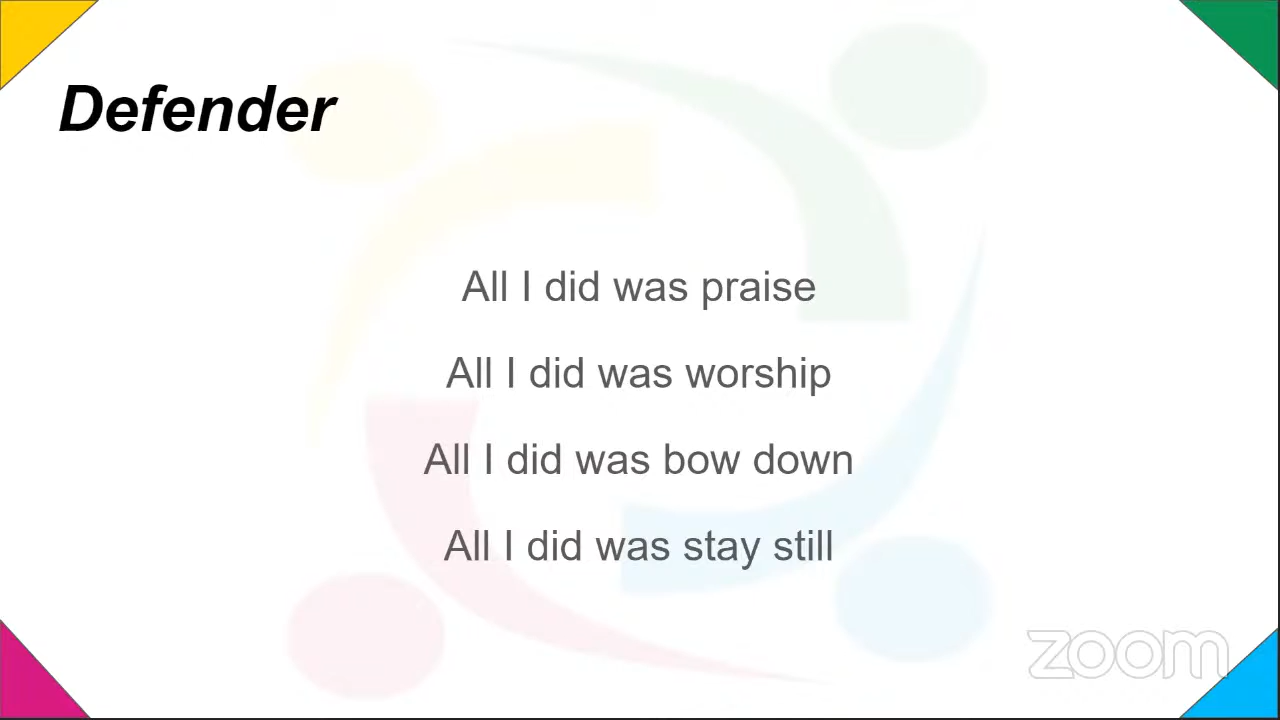 Defender
All I did was praise
All I did was worship
All I did was bow down
All I did was stay still
zoom